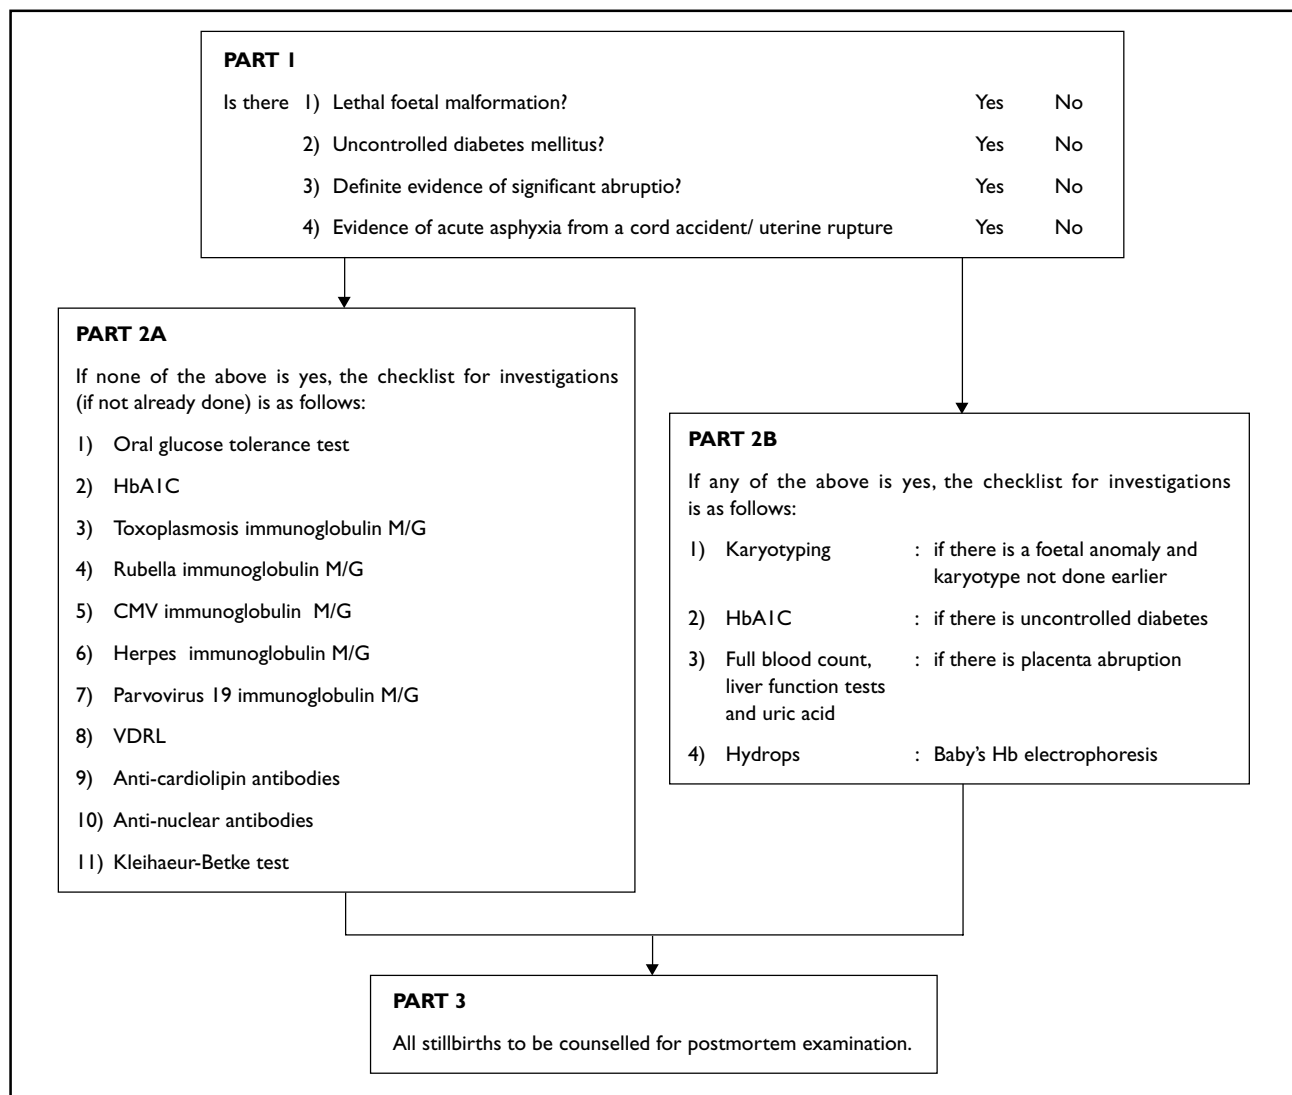 PART 1
Is there 1) Lethal foetal malformation? Yes No
2) Uncontrolled diabetes mellitus? Yes No
3) Definite evidence of significant abruptio? Yes No
4) Evidence of acute asphyxia from a cord accident/ uterine rupture Yes No
PART 2A
If none of the above is yes, the checklist for investigations
(if not already done) is as follows:
1) Oral glucose tolerance test
2) HbA1C
3) Toxoplasmosis immunoglobulin M/G
4) Rubella immunoglobulin M/G
5) CMV immunoglobulin M/G
6) Herpes immunoglobulin M/G
7) Parvovirus 19 immunoglobulin M/G
8) VDRL
9) Anti-cardiolipin antibodies
10) Anti-nuclear antibodies
11) Kleihaeur-Betke test
PART 2B
If any of the above is yes, the checklist for investigations
is as follows:
1) Karyotyping : if there is a foetal anomaly and
karyotype not done earlier
2) HbA1C : if there is uncontrolled diabetes
3) Full blood count, : if there is placenta abruption
liver function tests
and uric acid
4) Hydrops : Baby's Hb electrophoresis
PART 3
All stillbirths to be counselled for postmortem examination.